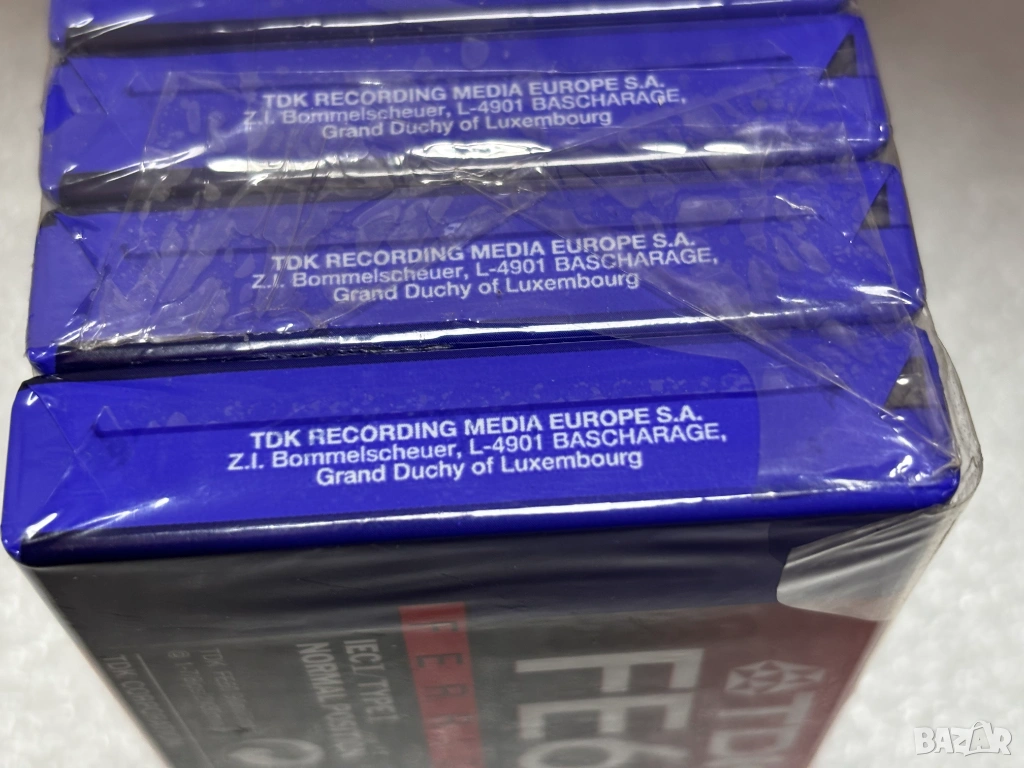 TDK RECORDING MEDIA EUROPE S.A.
Z.I. Bommelscheuer, L-4901 BASCHARAGE,
Grand Duchy of Luxembourg
TDK RECORDING MEDIA EUROPE S.A.
Z.I. Bommelscheuer, L-4901 BASCHARAGE,
Grand Duchy of Luxembourg
TDK RECORDING MEDIA EUROPE S.A.
Z.I. Bommelscheuer, L-4901 BASCHARAGE,
Grand Duchy of Luxembourg
TDK
FE
IEC I / TYPE I
NORMAL POSITION
BAZAR